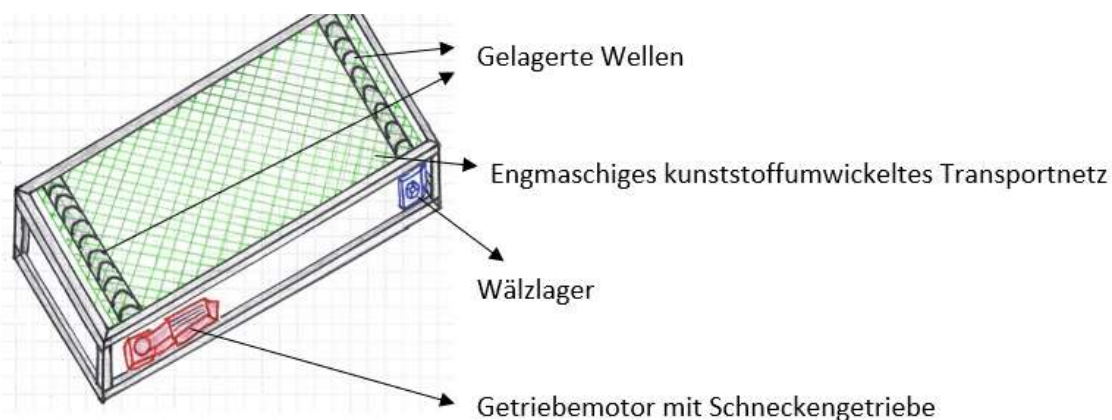 Gelagerte Wellen
Engmaschiges kunststoffumwickeltes Transportnetz
Wälzlager
Getriebemotor mit Schneckengetriebe